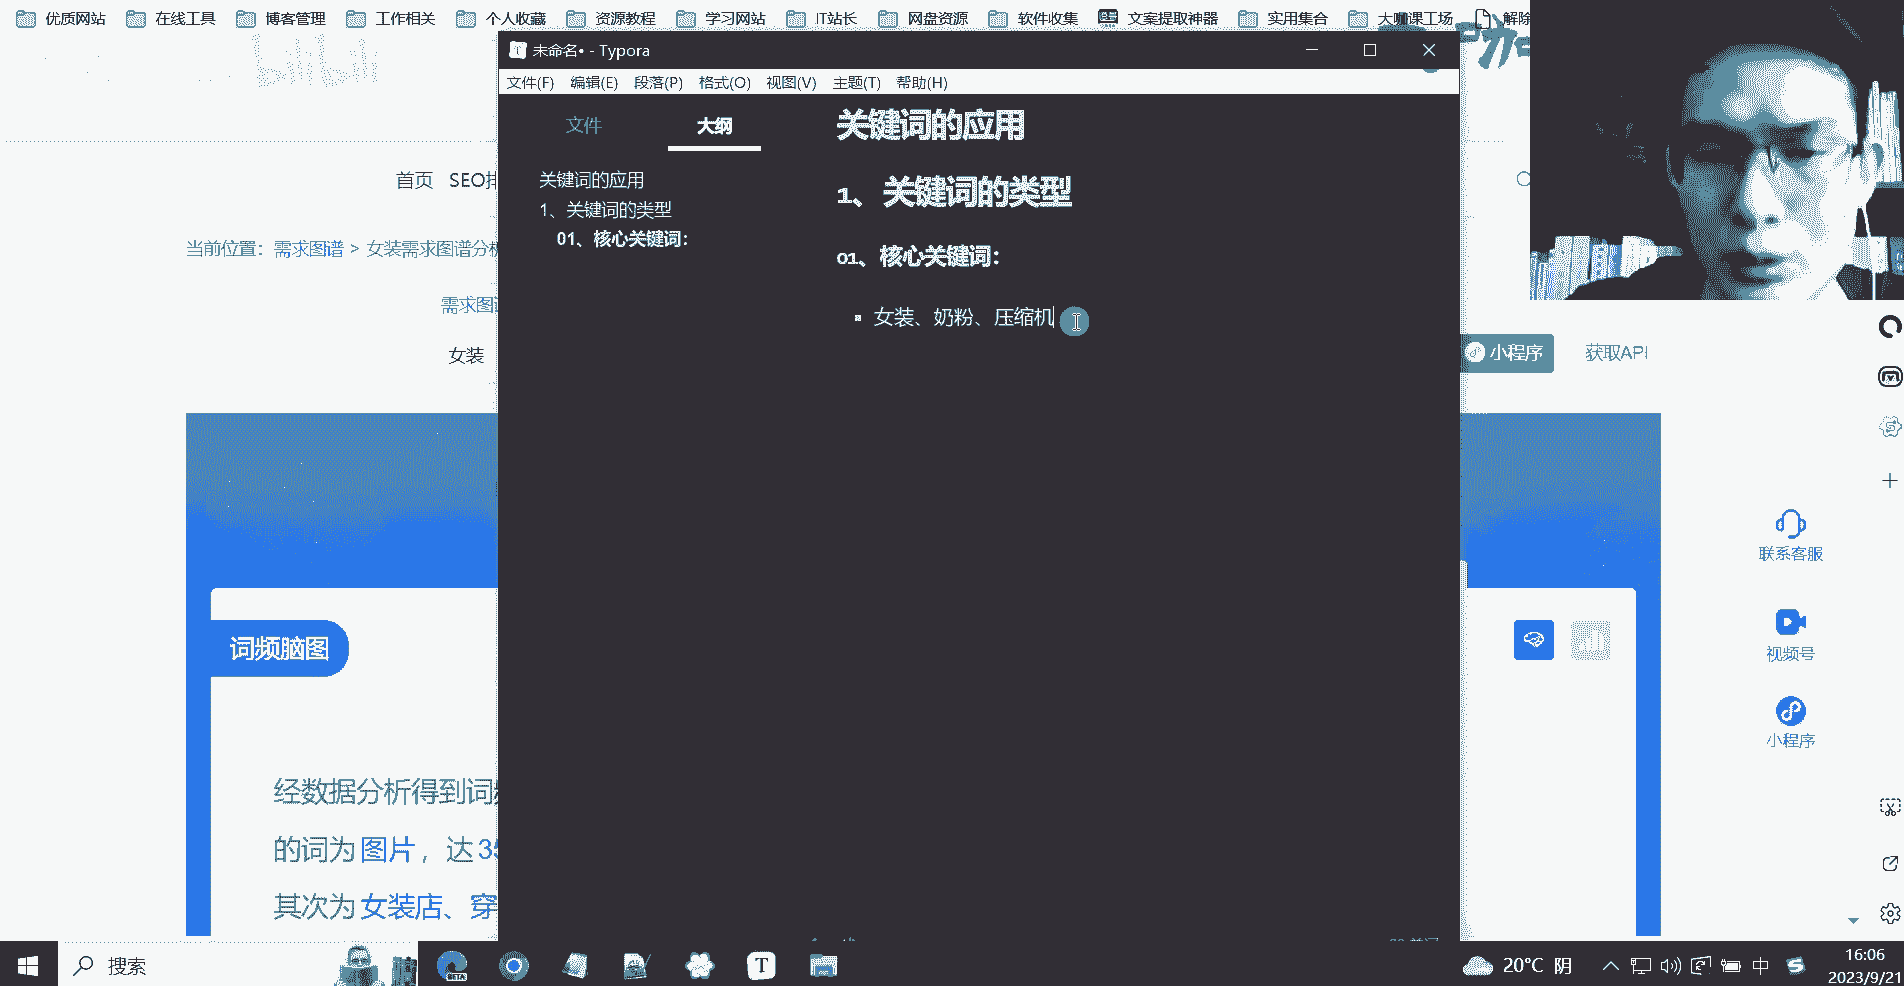 优质网站 在线工具 博客管理 工作相关 个人收藏 资源教程 学习网站 IT站长 网盘资源 软件收集 文案提取神器 实用集合 大咖课工场 解除
bilibili
未命名• - Typora
文件(F) 编辑(E) 段落(P) 格式(O) 视图(V) 主题(T) 帮助(H)
文件 大纲
关键词的应用
1、关键词的类型
01、核心关键词：
关键词的应用
1、关键词的类型
01、核心关键词：
女装、奶粉、压缩机
首页 SEO排
当前位置：需求图谱 > 女装需求图谱分析
需求图谱
女装
小程序 获取API
词频脑图
经数据分析得到词频
的词为 图片，达 35
其次为 女装店、穿
联系客服
视频号
小程序
搜索
BETA
20°C 阴
中
16:06
2023/9/21